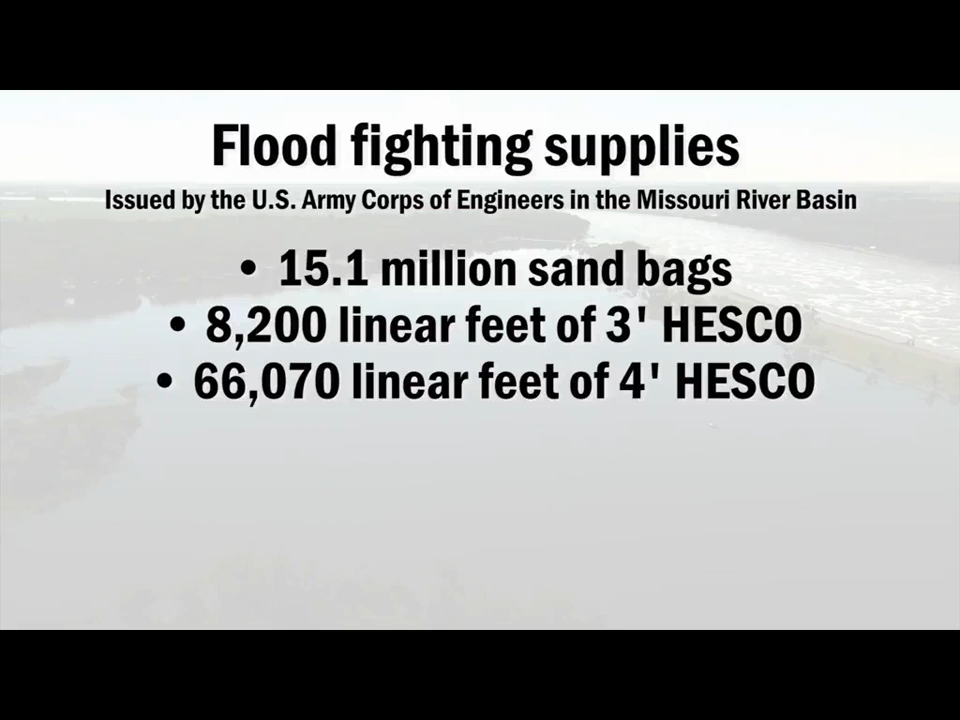 Flood fighting supplies
Issued by the U.S. Army Corps of Engineers in the Missouri River Basin
• 15.1 million sand bags
• 8,200 linear feet of 3' HESCO
• 66,070 linear feet of 4' HESCO